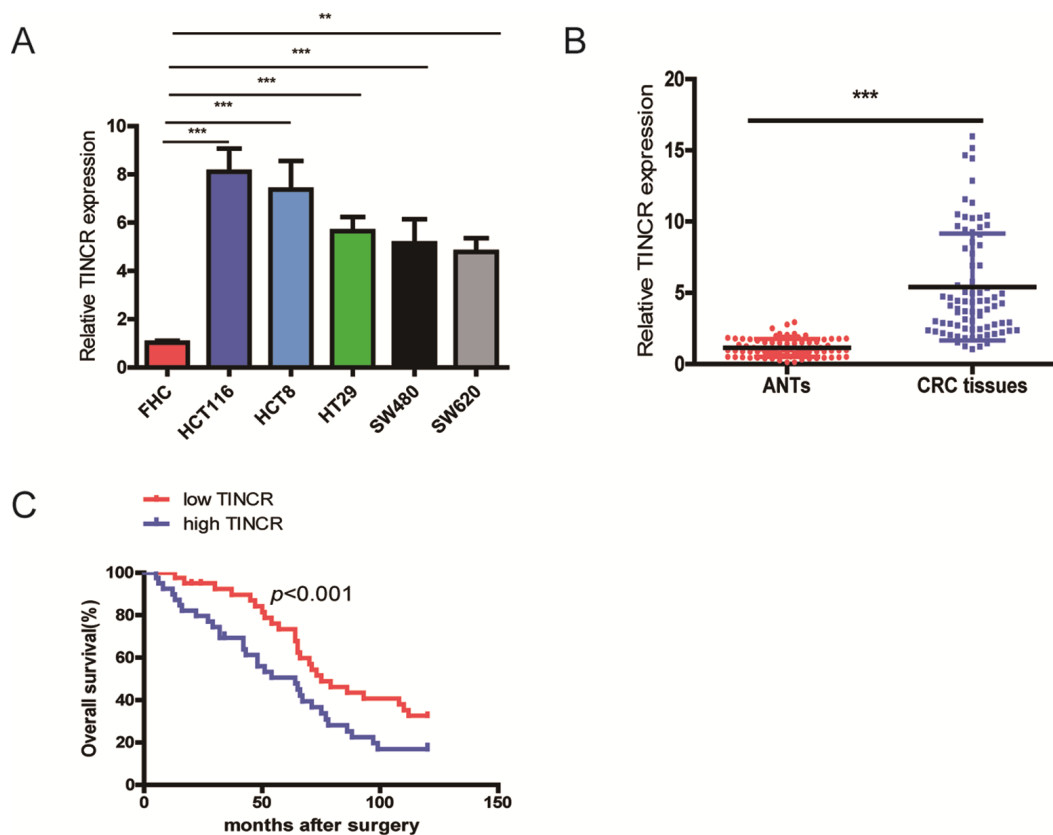 A
**
***
***
***
***
Relative TINCR expression
10
8
6
4
2
0
FHC
HCT116
HCT8
HT29
SW480
SW620
B
***
Relative TINCR expression
20
15
10
5
0
ANTs
CRC tissues
C
low TINCR
high TINCR
p<0.001
Overall survival(%)
100
80
60
40
20
0
0
50
100
150
months after surgery